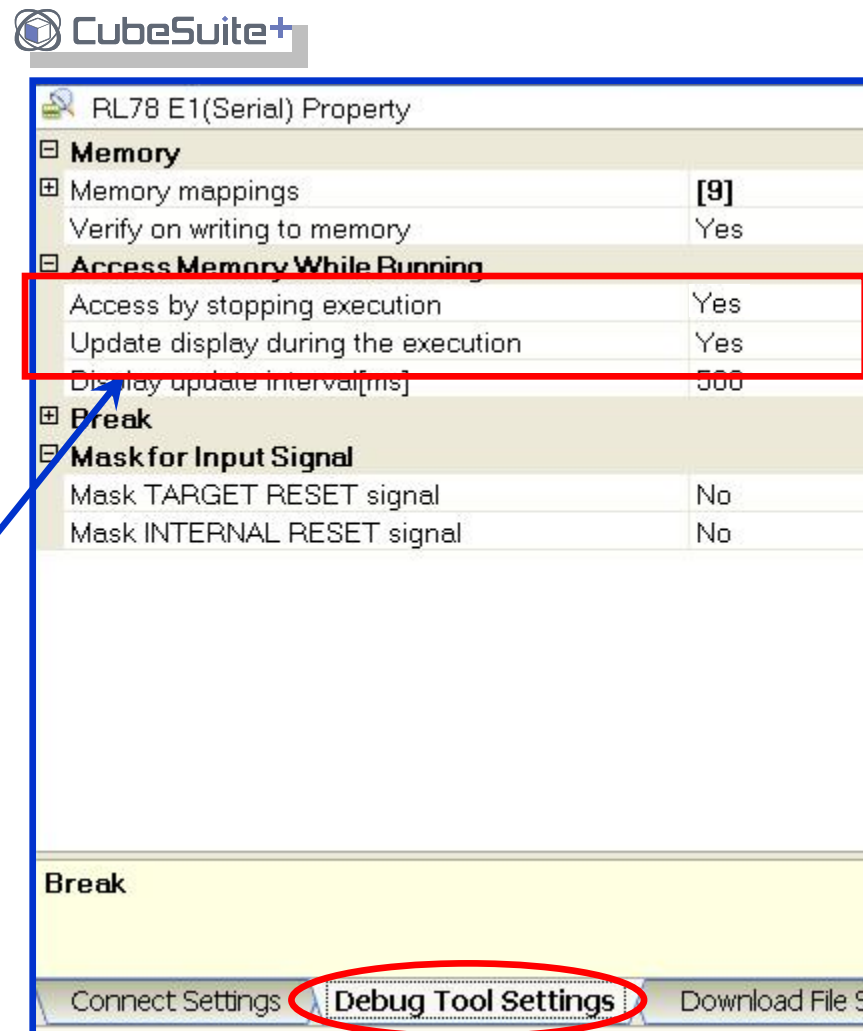 CubeSuite+
RL78 E1(Serial) Property
Memory
Memory mappings [9]
Verify on writing to memory Yes
Access Memory While Running
Access by stopping execution Yes
Update display during the execution Yes
Display update interval[ms] 500
Break
Mask for Input Signal
Mask TARGET RESET signal No
Mask INTERNAL RESET signal No
Break
Connect Settings Debug Tool Settings Download File S